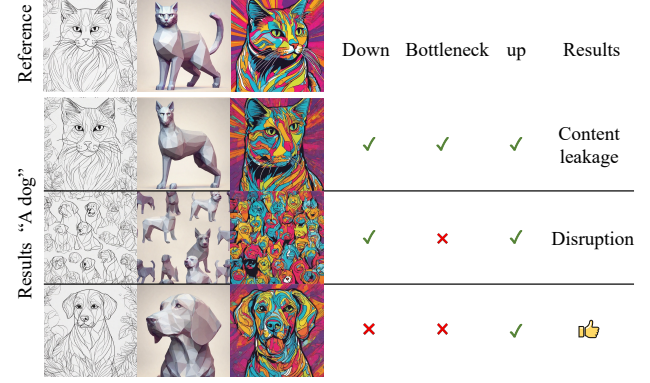 Reference
Down Bottleneck up Results
Results “A dog”
✓ ✓ ✓ Content
leakage
✓ × ✓ Disruption
× × ✓ 👍